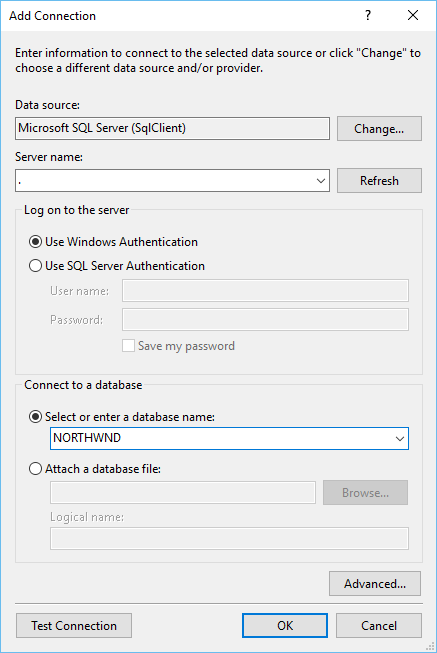 Add Connection
?
Enter information to connect to the selected data source or click "Change" to
choose a different data source and/or provider.
Data source:
Microsoft SQL Server (SqlClient)
Change...
Server name:
.
Refresh
Log on to the server
Use Windows Authentication
Use SQL Server Authentication
User name:
Password:
Save my password
Connect to a database
Select or enter a database name:
NORTHWND
Attach a database file:
Browse...
Logical name:
Advanced...
Test Connection
OK
Cancel